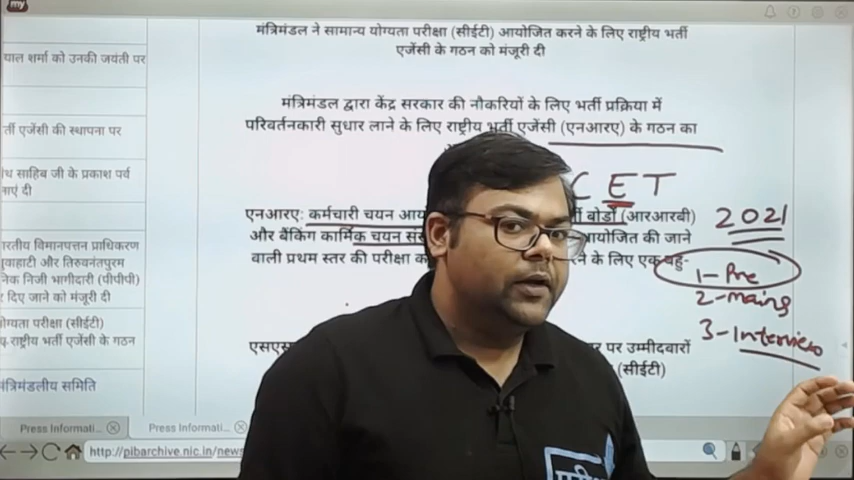 my
मंत्रिमंडल ने सामान्य योग्यता परीक्षा (सीईटी) आयोजित करने के लिए राष्ट्रीय भर्ती
एजेंसी के गठन को मंजूरी दी
याल शर्मा को उनकी जयंती पर
मंत्रिमंडल द्वारा केंद्र सरकार की नौकरियों के लिए भर्ती प्रक्रिया में
र्ती एजेंसी की स्थापना पर
परिवर्तनकारी सुधार लाने के लिए राष्ट्रीय भर्ती एजेंसी (एनआरए) के गठन का
थ साहिब जी के प्रकाश पर्व
नाएं दी
CET
एनआरए: कर्मचारी चयन आय
र्ती बोर्डों (आरआरबी)
2021
और बैंकिंग कार्मिक चयन संस
आयोजित की जाने
वाली प्रथम स्तर की परीक्षा क
रने के लिए एक बहु-
1-Pre
2-mains
3-Interview
रतीय विमानपत्तन प्राधिकरण
वाहाटी और तिरुवनंतपुरम
निक निजी भागीदारी (पीपीपी)
दिए जाने को मंजूरी दी
योग्यता परीक्षा (सीईटी)
राष्ट्रीय भर्ती एजेंसी के गठन
एसएस
पर उम्मीदवारों
(सीईटी)
मंत्रिमंडलीय समिति
Press Informati..
Press Informati..
http://pibarchive.nic.in/news